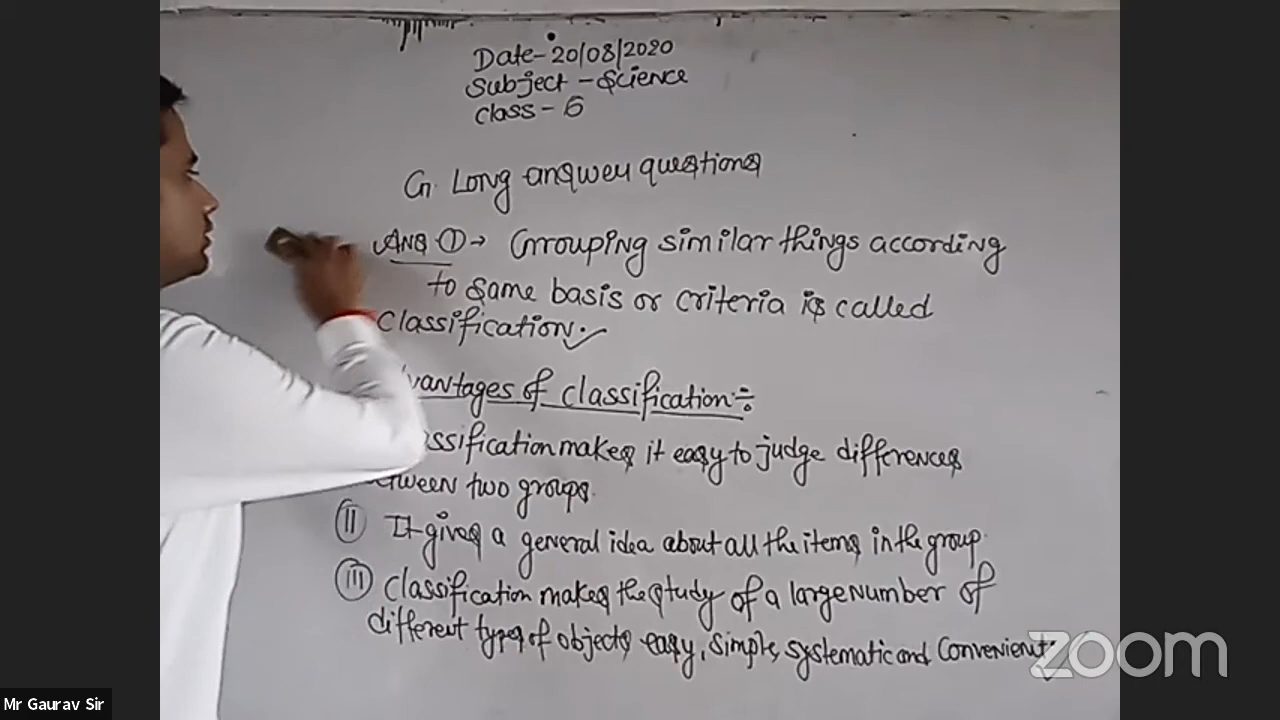 Date-20/08/2020
Subject - Science
Class - 6
G. Long answer questions
Ans ① → Grouping similar things according
to same basis or criteria is called
Classification.
vantages of classification:-
ssification makes it easy to judge differences
tween two groups.
(II) It gives a general idea about all the items in the group.
(III) Classification makes the study of a large number of
different types of objects easy, simple, systematic and Convenient.
zoom
Mr Gaurav Sir